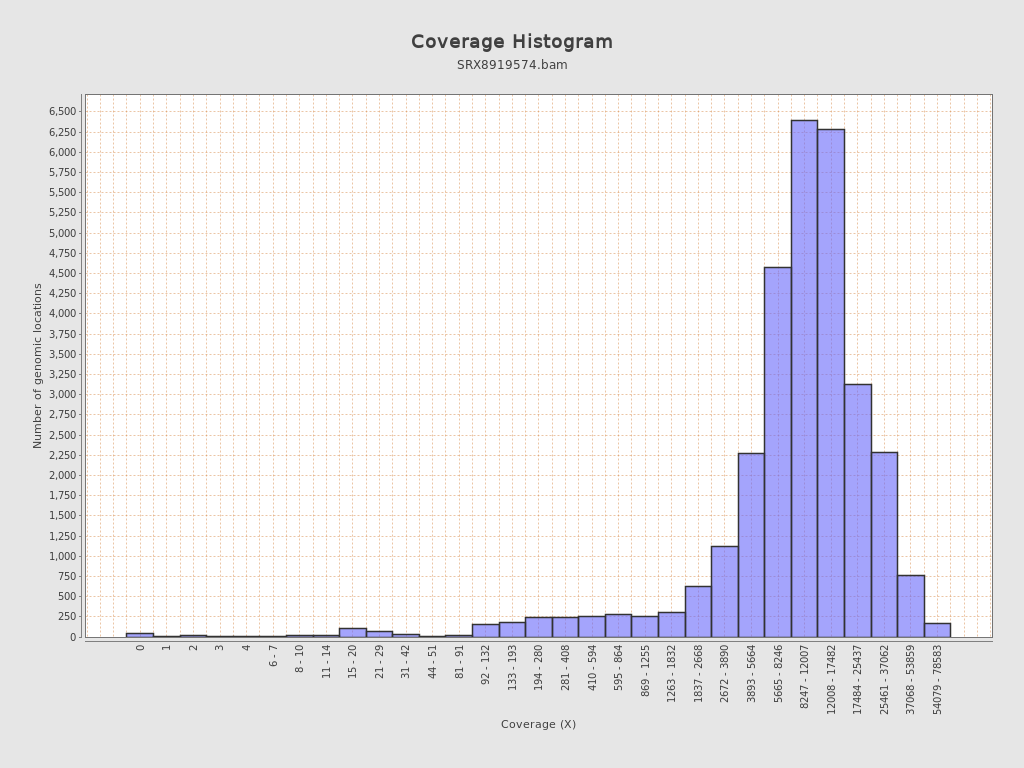 Coverage Histogram
SRX8919574.bam
Number of genomic locations
6,500
6,250
6,000
5,750
5,500
5,250
5,000
4,750
4,500
4,250
4,000
3,750
3,500
3,250
3,000
2,750
2,500
2,250
2,000
1,750
1,500
1,250
1,000
750
500
250
0
0
1
2
3
4
6 - 7
8 - 10
11 - 14
15 - 20
21 - 29
31 - 42
44 - 51
81 - 91
92 - 132
133 - 193
194 - 280
281 - 408
410 - 594
595 - 864
869 - 1255
1263 - 1832
1837 - 2668
2672 - 3890
3893 - 5664
5665 - 8246
8247 - 12007
12008 - 17482
17484 - 25437
25461 - 37062
37068 - 53859
54079 - 78583
Coverage (X)